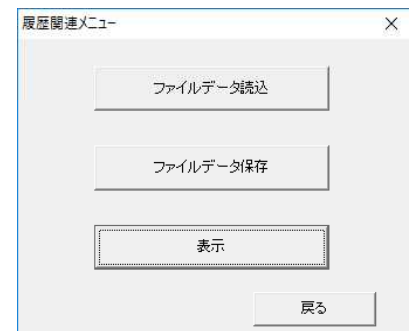 履歴関連メニュー
ファイルデータ読込
ファイルデータ保存
表示
戻る